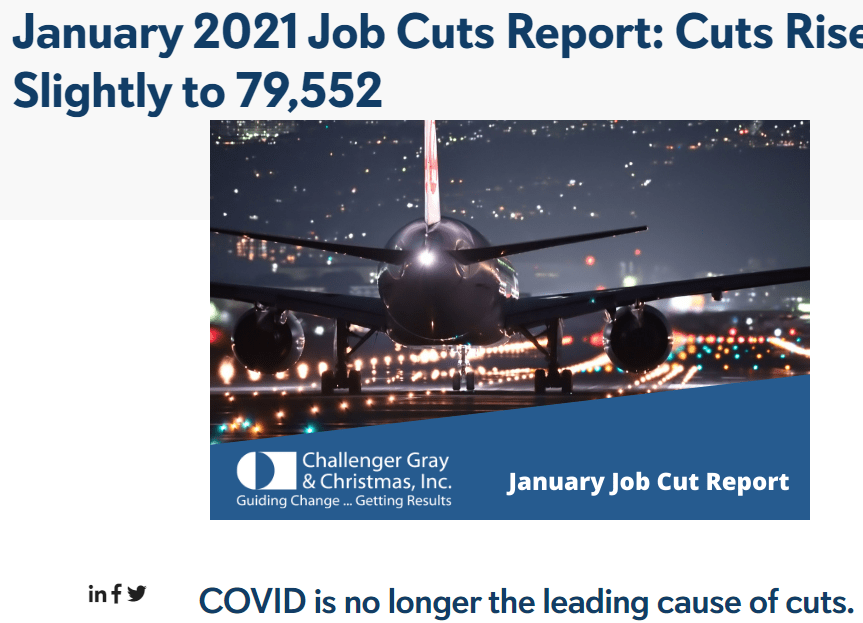 January 2021 Job Cuts Report: Cuts Rise
Slightly to 79,552
Challenger Gray
& Christmas, Inc.
Guiding Change ... Getting Results
January Job Cut Report
in f
COVID is no longer the leading cause of cuts.